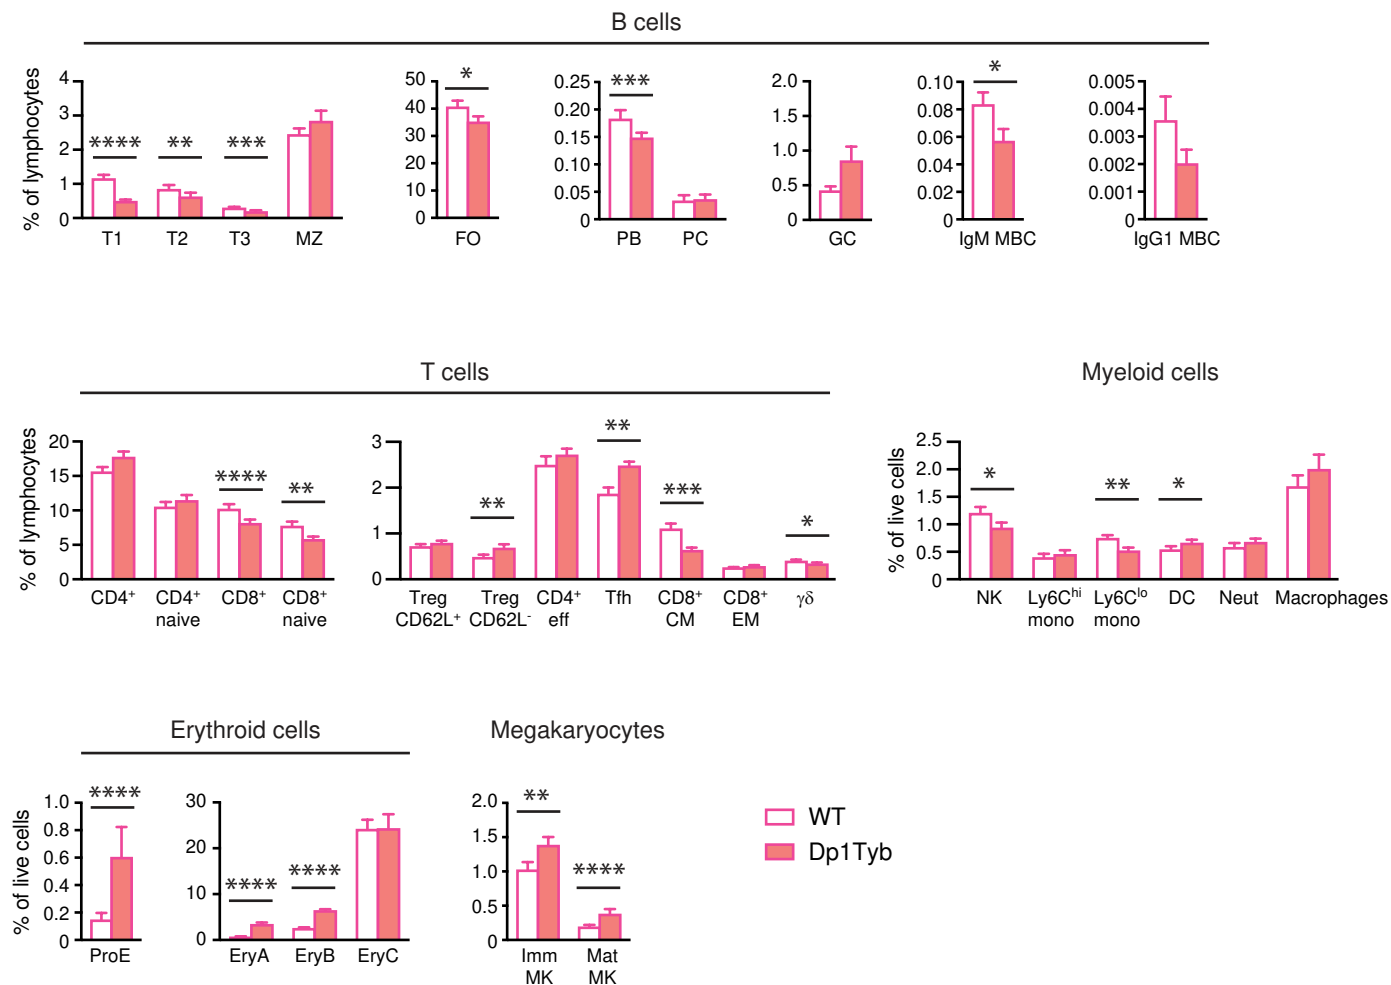 B cells
% of lymphocytes
4
3
2
1
0
**** ** ***
T1 T2 T3 MZ
50
40
30
20
10
0
*
FO
0.25
0.20
0.15
0.10
0.05
0
***
PB PC
2.0
1.5
1.0
0.5
0
GC
0.10
0.08
0.06
0.04
0.02
0
*
IgM MBC
0.005
0.004
0.003
0.002
0.001
0
IgG1 MBC
T cells
% of lymphocytes
20
15
10
5
0
**** **
CD4+ CD4+ CD8+ CD8+
naive naive
3
2
1
0
** ** *** *
Treg Treg CD4+ Tfh CD8+ CD8+ γδ
CD62L+ CD62L- eff CM EM
Myeloid cells
% of live cells
2.5
2.0
1.5
1.0
0.5
0
* ** *
NK Ly6Chi Ly6Clo DC Neut Macrophages
mono mono
Erythroid cells
% of live cells
1.0
0.8
0.6
0.4
0.2
0
****
ProE
30
20
10
0
**** ****
EryA EryB EryC
Megakaryocytes
2.0
1.5
1.0
0.5
0
** ****
Imm Mat
MK MK
WT
Dp1Tyb